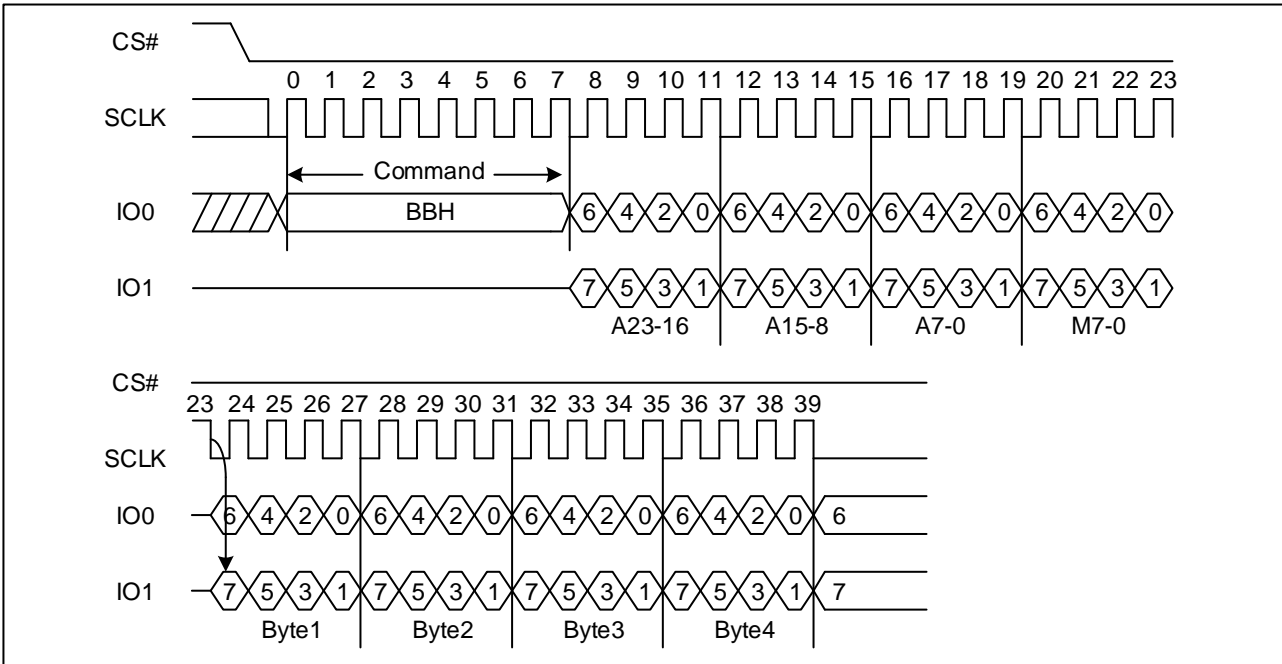 CS#
0 1 2 3 4 5 6 7 8 9 10 11 12 13 14 15 16 17 18 19 20 21 22 23
SCLK
Command
IO0 BBH 6 4 2 0 6 4 2 0 6 4 2 0 6 4 2 0
IO1 7 5 3 1 7 5 3 1 7 5 3 1 7 5 3 1
A23-16 A15-8 A7-0 M7-0
CS#
23 24 25 26 27 28 29 30 31 32 33 34 35 36 37 38 39
SCLK
IO0 6 4 2 0 6 4 2 0 6 4 2 0 6 4 2 0 6
IO1 7 5 3 1 7 5 3 1 7 5 3 1 7 5 3 1 7
Byte1 Byte2 Byte3 Byte4